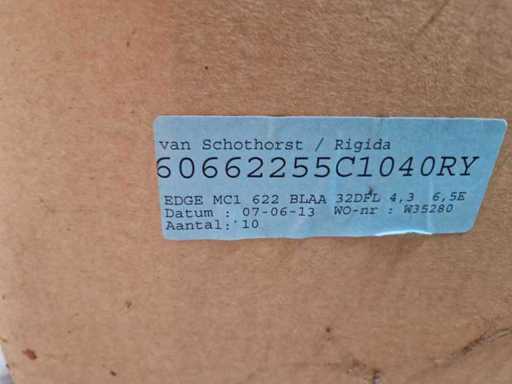 van Schothorst / Rigida
60662255C1040RY
EDGE MC1 622 BLAA 32DFL 4,3 6,5E
Datum : 07-06-13 WO-nr : W35280
Aantal: 10